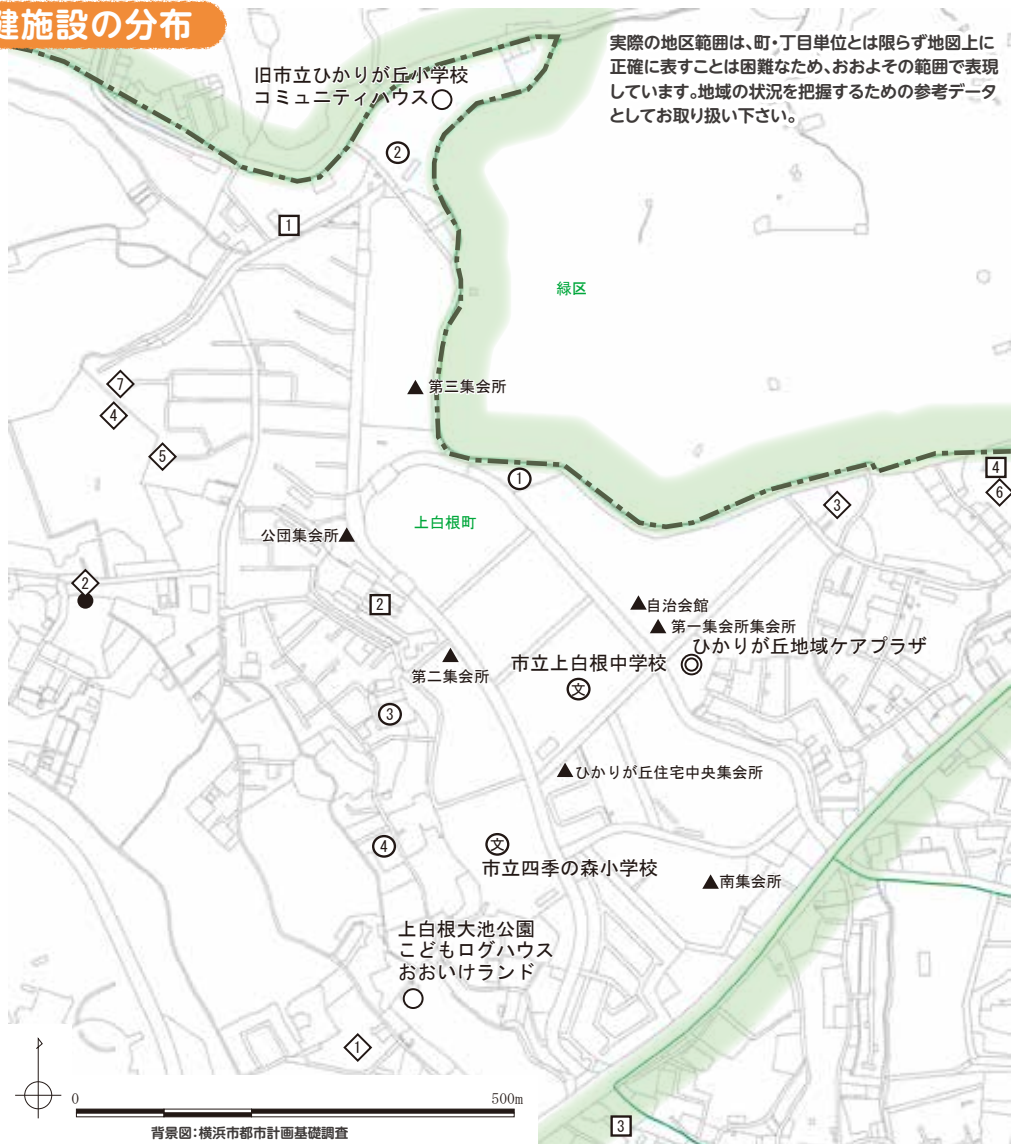 健施設の分布
実際の地区範囲は、町・丁目単位とは限らず地図上に
正確に表すことは困難なため、おおよその範囲で表現
しています。地域の状況を把握するための参考データ
としてお取り扱い下さい。
旧市立ひかりが丘小学校
コミュニティハウス
2
1
緑区
7
第三集会所
4
5
1
4
6
3
上白根町
公団集会所
2
2
自治会館
第一集会所集会所
ひかりが丘地域ケアプラザ
市立上白根中学校
文
第二集会所
3
ひかりが丘住宅中央集会所
4
文
市立四季の森小学校
南集会所
上白根大池公園
こどもログハウス
おおいけランド
1
3
0
500m
背景図:横浜市都市計画基礎調査